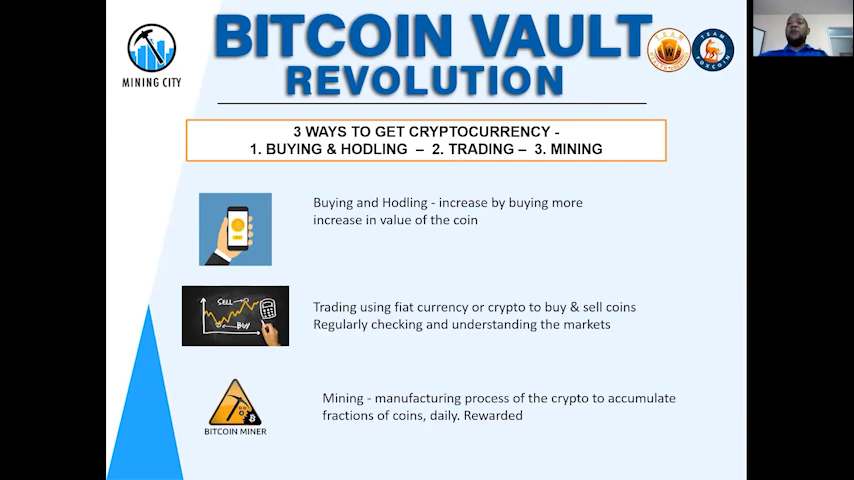 MINING CITY
BITCOIN VAULT
REVOLUTION
TEAM
TEAM
FOXCOIN
3 WAYS TO GET CRYPTOCURRENCY -
1. BUYING & HODLING – 2. TRADING – 3. MINING
Buying and Hodling - increase by buying more
increase in value of the coin
SELL
BUY
Trading using fiat currency or crypto to buy & sell coins
Regularly checking and understanding the markets
Mining - manufacturing process of the crypto to accumulate
fractions of coins, daily. Rewarded
BITCOIN MINER